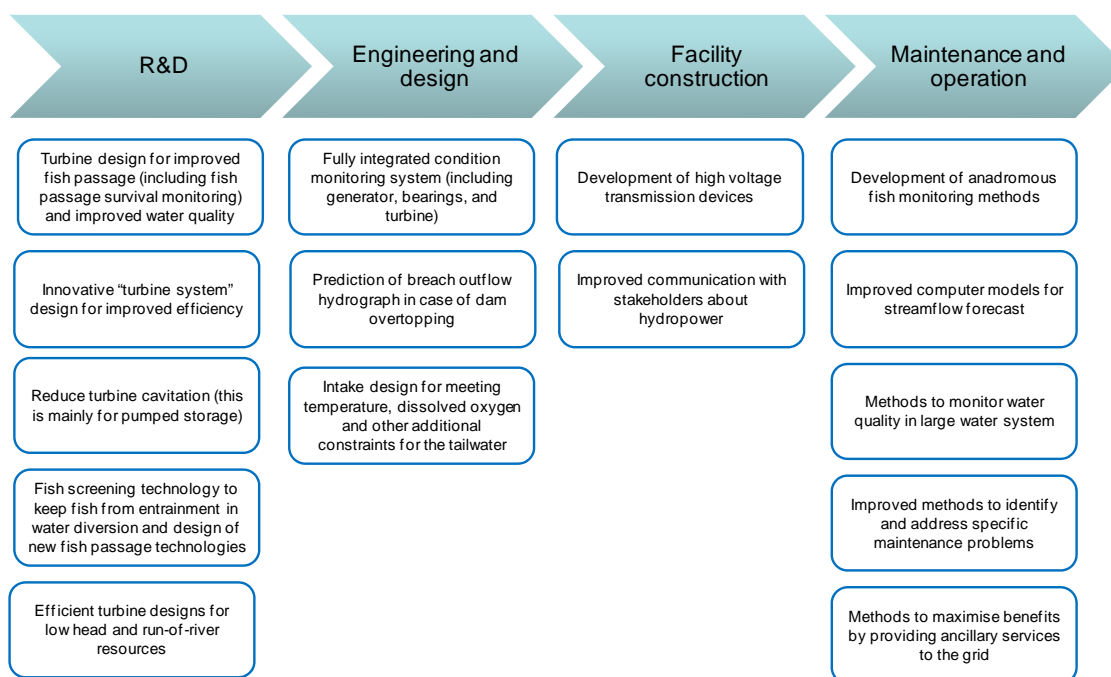 R&D
Engineering and
design
Facility
construction
Maintenance and
operation
Turbine design for improved
fish passage (including fish
passage survival monitoring)
and improved water quality
Innovative “turbine system”
design for improved efficiency
Reduce turbine cavitation (this
is mainly for pumped storage)
Fish screening technology to
keep fish from entrainment in
water diversion and design of
new fish passage technologies
Efficient turbine designs for
low head and run-of-river
resources
Fully integrated condition
monitoring system (including
generator, bearings, and
turbine)
Prediction of breach outflow
hydrograph in case of dam
overtopping
Intake design for meeting
temperature, dissolved oxygen
and other additional
constraints for the tailwater
Development of high voltage
transmission devices
Improved communication with
stakeholders about
hydropower
Development of anadromous
fish monitoring methods
Improved computer models for
streamflow forecast
Methods to monitor water
quality in large water system
Improved methods to identify
and address specific
maintenance problems
Methods to maximise benefits
by providing ancillary services
to the grid